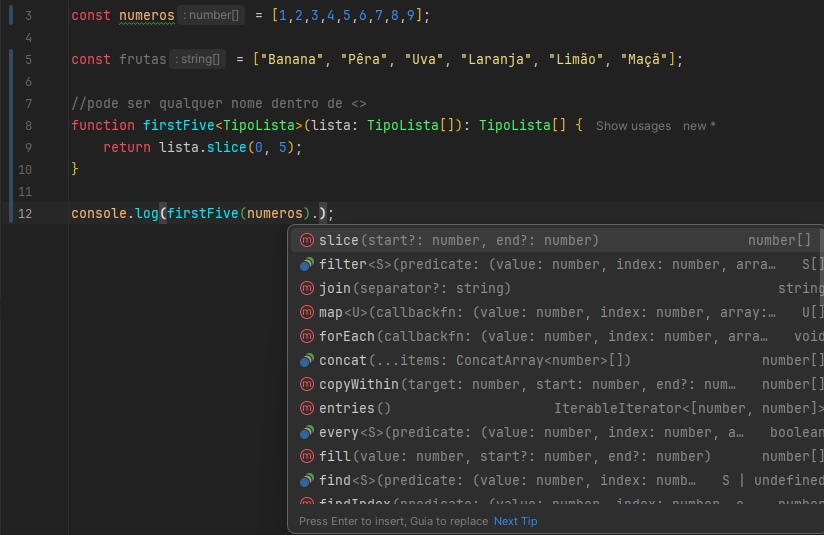 3 const numeros : number[] = [1,2,3,4,5,6,7,8,9];
4
5 const frutas : string[] = ["Banana", "Pêra", "Uva", "Laranja", "Limão", "Maçã"];
6
7 //pode ser qualquer nome dentro de <>
8 function firstFive<TipoLista>(lista: TipoLista[]): TipoLista[] { Show usages new *
9 return lista.slice(0, 5);
10 }
11
12 console.log(firstFive(numeros).);
m slice(start?: number, end?: number) number[]
filter<S>(predicate: (value: number, index: number, arra… S[]
m join(separator?: string) string
m map<U>(callbackfn: (value: number, index: number, array:… U[]
m forEach(callbackfn: (value: number, index: number, arra… void
concat(...items: ConcatArray<number>[]) number[]
m copyWithin(target: number, start: number, end?: num… number[]
m entries() IterableIterator<[number, number]>
every<S>(predicate: (value: number, index: number, a… boolean
m fill(value: number, start?: number, end?: number) number[]
find<S>(predicate: (value: number, index: numb… S | undefined
m findIndex(predicate: (value: number, index: number, o… number
Press Enter to insert, Guia to replace Next Tip